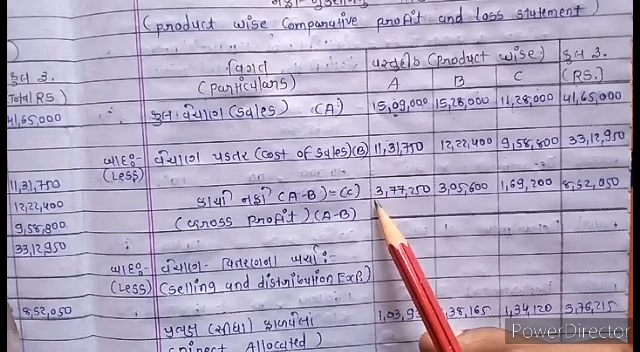 (product wise comparative profit and loss statement)
કુલ રૂ.
Total RS.)
વિગત
(particulars)
વસ્તુદીઠ (product wise)
A B C
કુલ રૂ.
(RS.)
41,65,000
કુલ વેચાણ (Sales) (A) 15,09,000 15,28,000 11,28,000 41,65,000
બાદ:- વેચાણ પડતર (Cost of Sales)(B) 11,31,750 12,22,400 9,58,800 33,12,950
(Less)
11,31,750
12,22,400
9,58,800
33,12,950
કાચો નફો (A-B)=(C) 3,77,250 3,05,600 1,69,200 8,52,050
(Gross Profit) (A-B)
બાદ:- વેચાણ-વિતરણના ખર્ચા:-
(Less) (Selling and distribution Exp.)
8,52,050
પ્રત્યક્ષ (સીધા) ફાળવેલા 1,34,120 3,76,215
(Direct Allocated)
PowerDirector